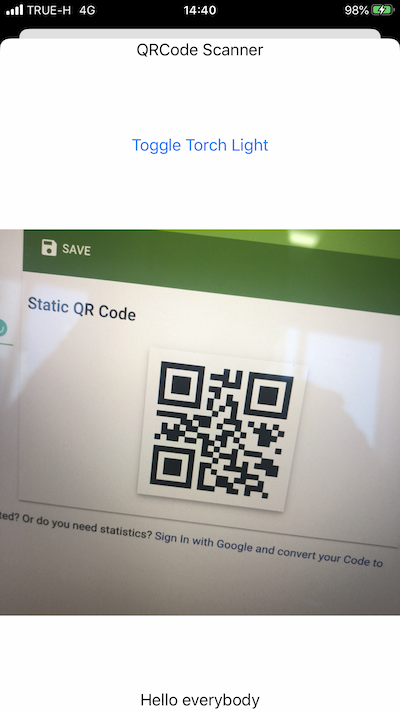 TRUE-H 4G 14:40 98%
QRCode Scanner
Toggle Torch Light
SAVE
Static QR Code
ted? Or do you need statistics? Sign In with Google and convert your Code to
Hello everybody